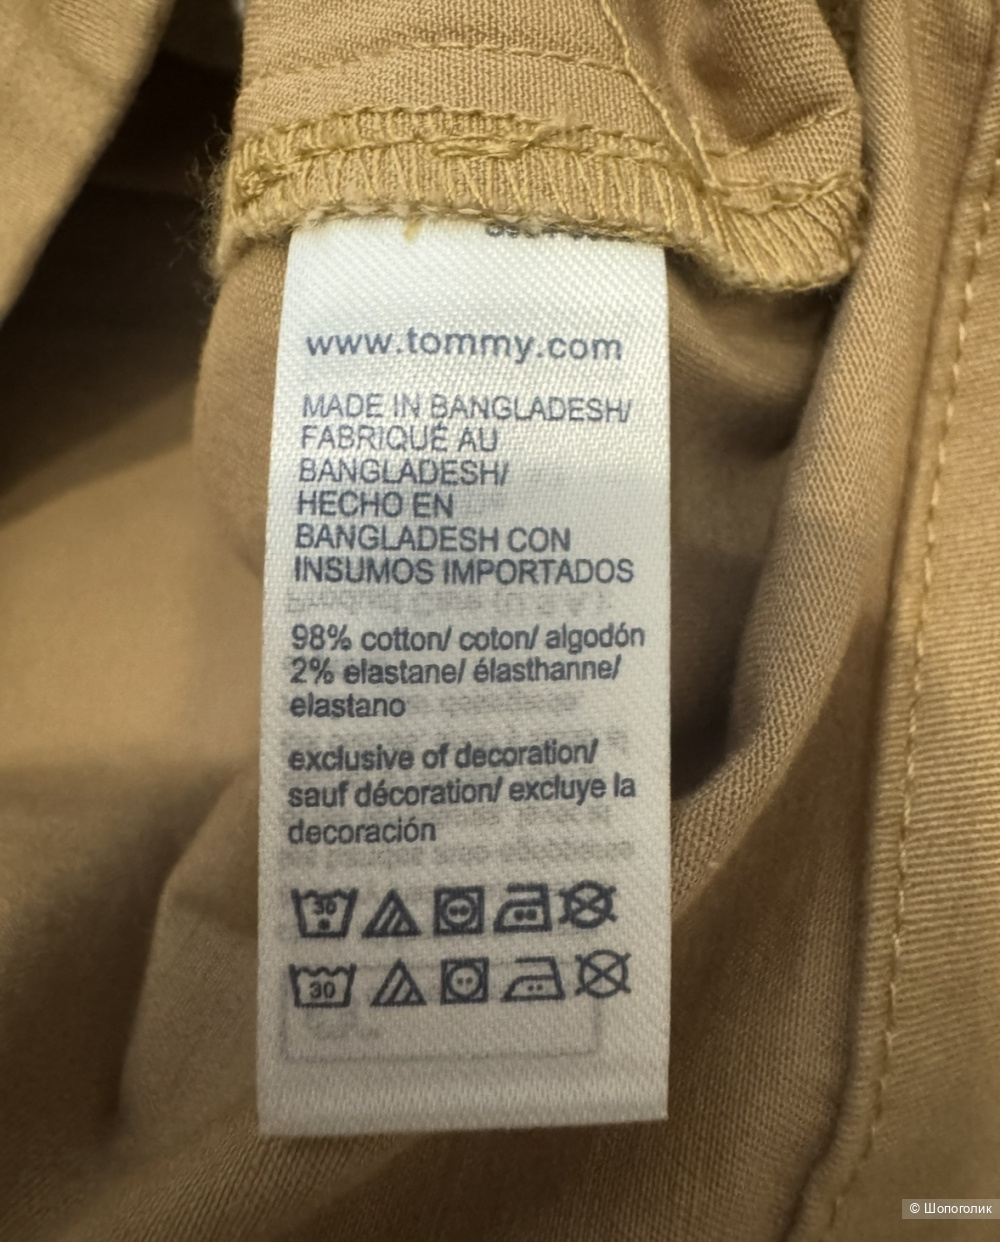 www.tommy.com
MADE IN BANGLADESH/
FABRIQUÉ AU
BANGLADESH/
HECHO EN
BANGLADESH CON
INSUMOS IMPORTADOS
98% cotton/ coton/ algodón
2% elastane/ élasthanne/
elastano
exclusive of decoration/
sauf décoration/ excluye la
decoración
30
30
© Шопоголик